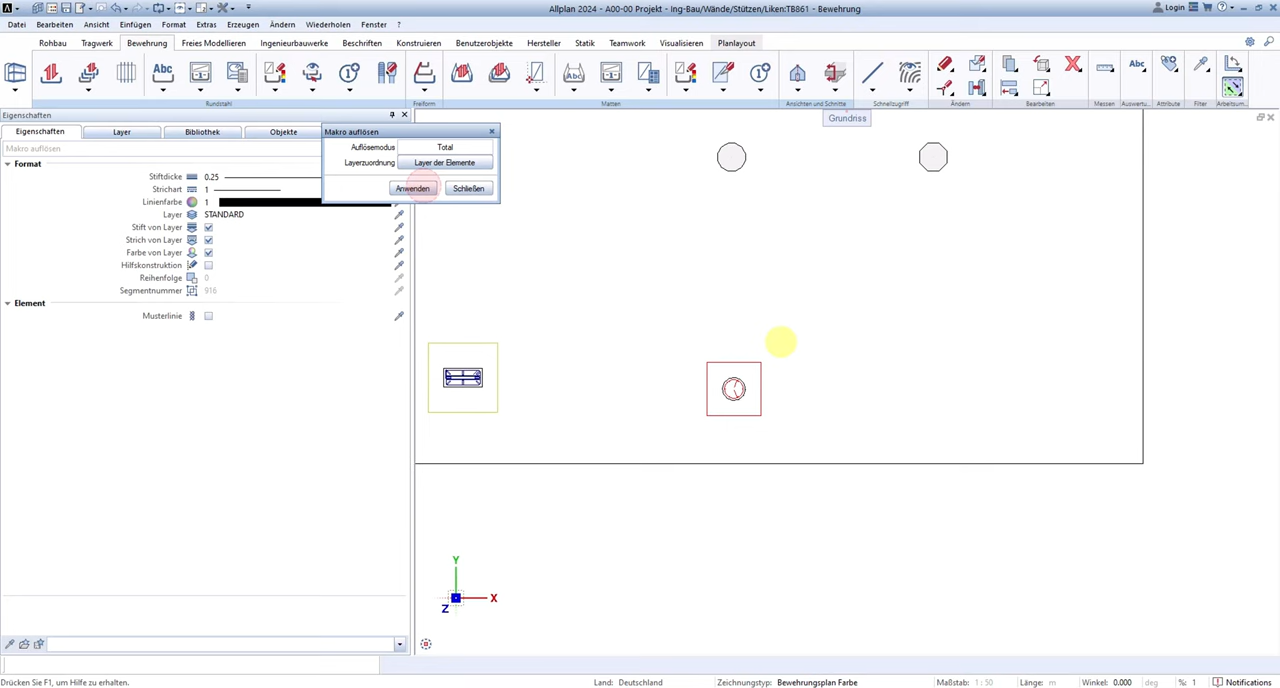 Allplan 2024 - A00-00 Projekt - Ing-Bau/Wände/Stützen/Liken:TB861 - Bewehrung
Login
Datei Bearbeiten Ansicht Einfügen Format Extras Erzeugen Ändern Wiederholen Fenster ?
Rohbau Tragwerk Bewehrung Freies Modellieren Ingenieurbauwerke Beschriften Konstruieren Benutzerobjekte Hersteller Statik Teamwork Visualisieren Planlayout
Abc
Abc
Abc
Rundstahl Freiform Matten Ansichten und Schnitte Schnellzugriff Ändern Bearbeiten Messen Auswertu... Attribute Filter Arbeitsum...
Eigenschaften
Grundriss
Eigenschaften Layer Bibliothek Objekte
Makro auflösen
Makro auflösen
Auflösemodus Total
Layerzuordnung Layer der Elemente
Anwenden Schließen
Format
Stiftdicke 0.25
Strichart 1
Linienfarbe 1
Layer STANDARD
Stift von Layer
Strich von Layer
Farbe von Layer
Hilfskonstruktion
Reihenfolge 0
Segmentnummer 916
Element
Musterlinie
Y
X
Z
Drücken Sie F1, um Hilfe zu erhalten.
Land: Deutschland
Zeichnungstyp: Bewehrungsplan Farbe
Maßstab: 1 : 50
Länge: m
Winkel: 0.000 deg
%: 1
Notifications